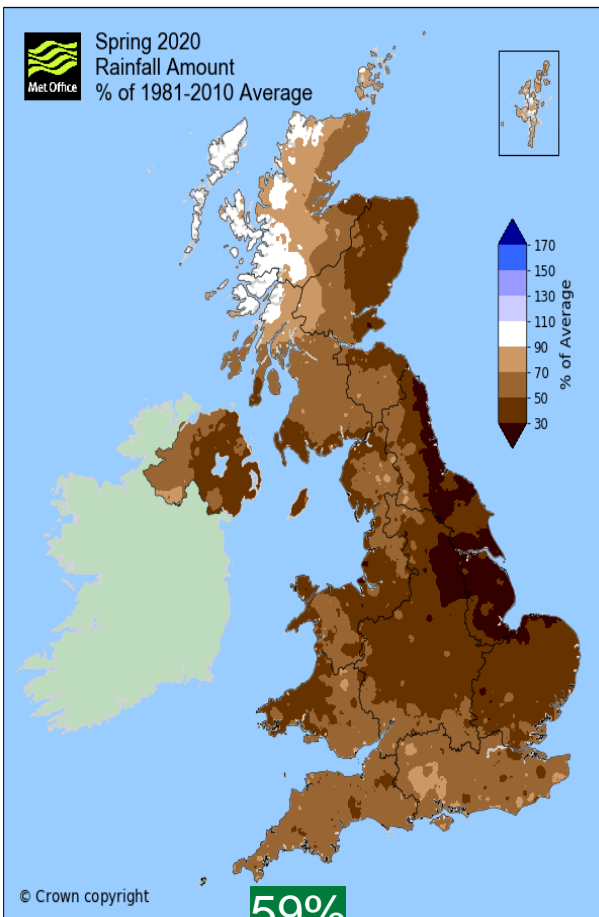 Met Office
Spring 2020
Rainfall Amount
% of 1981-2010 Average
170
150
130
110
90
70
50
30
% of Average
© Crown copyright
59%